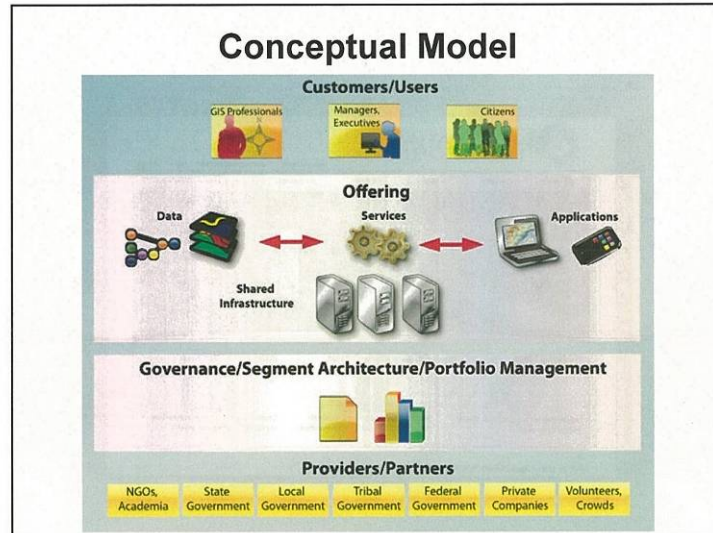 Conceptual Model
Customers/Users
GIS Professionals
Managers,
Executives
Citizens
Offering
Data
Services
Applications
Shared
Infrastructure
Governance/Segment Architecture/Portfolio Management
Providers/Partners
NGOs,
Academia
State
Government
Local
Government
Tribal
Government
Federal
Government
Private
Companies
Volunteers,
Crowds